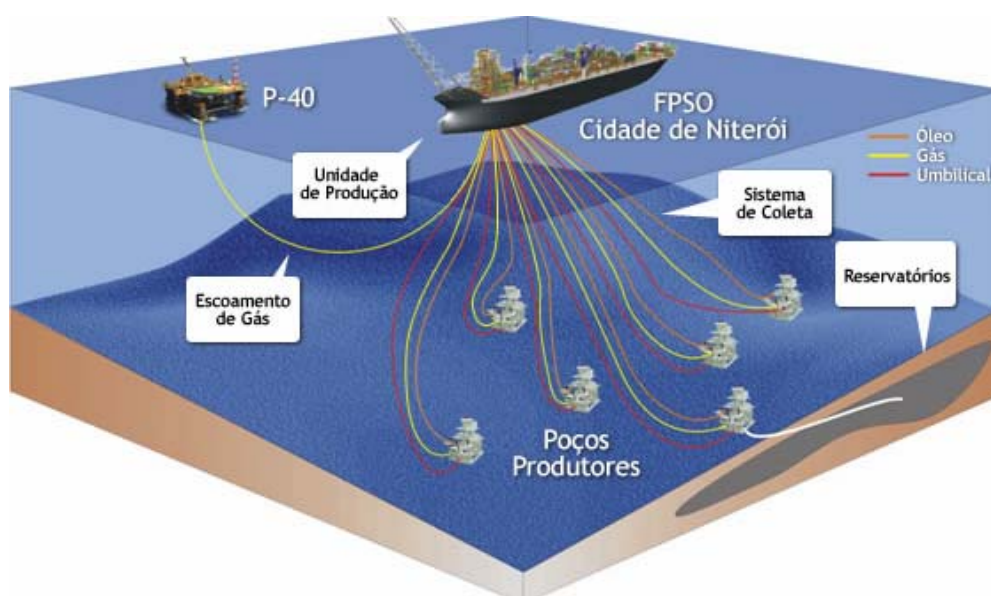 P-40
FPSO
Cidade de Niterói
Óleo
Gás
Umbilical
Unidade
de Produção
Sistema
de Coleta
Reservatórios
Escoamento
de Gás
Poços
Produtores